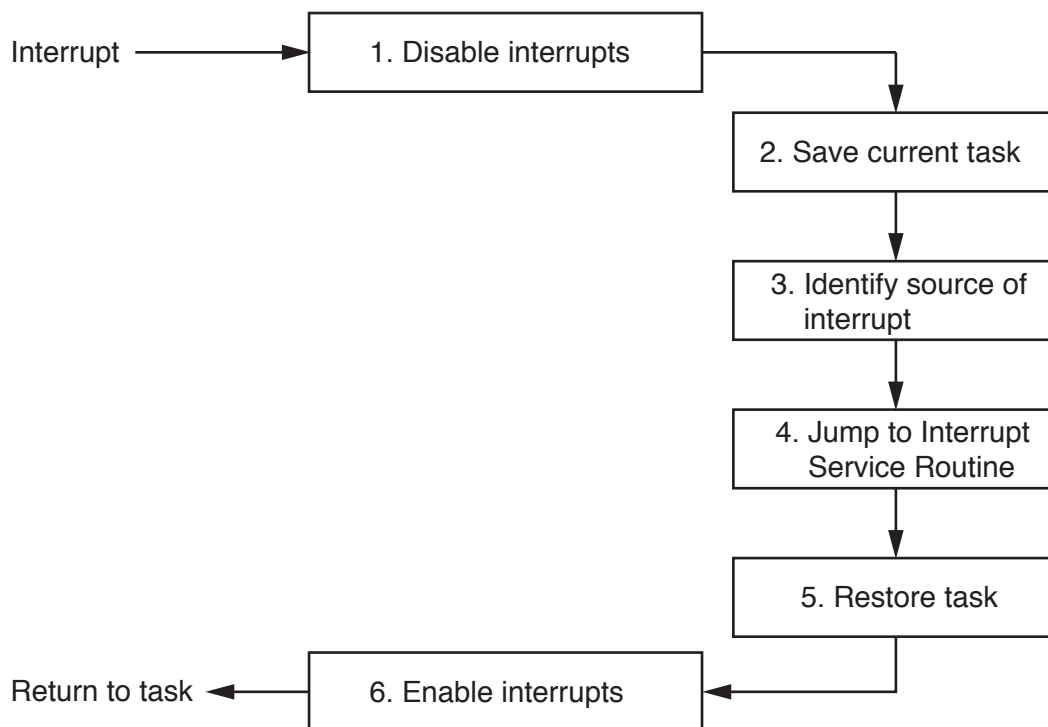 Interrupt
1. Disable interrupts
2. Save current task
3. Identify source of
interrupt
4. Jump to Interrupt
Service Routine
5. Restore task
6. Enable interrupts
Return to task